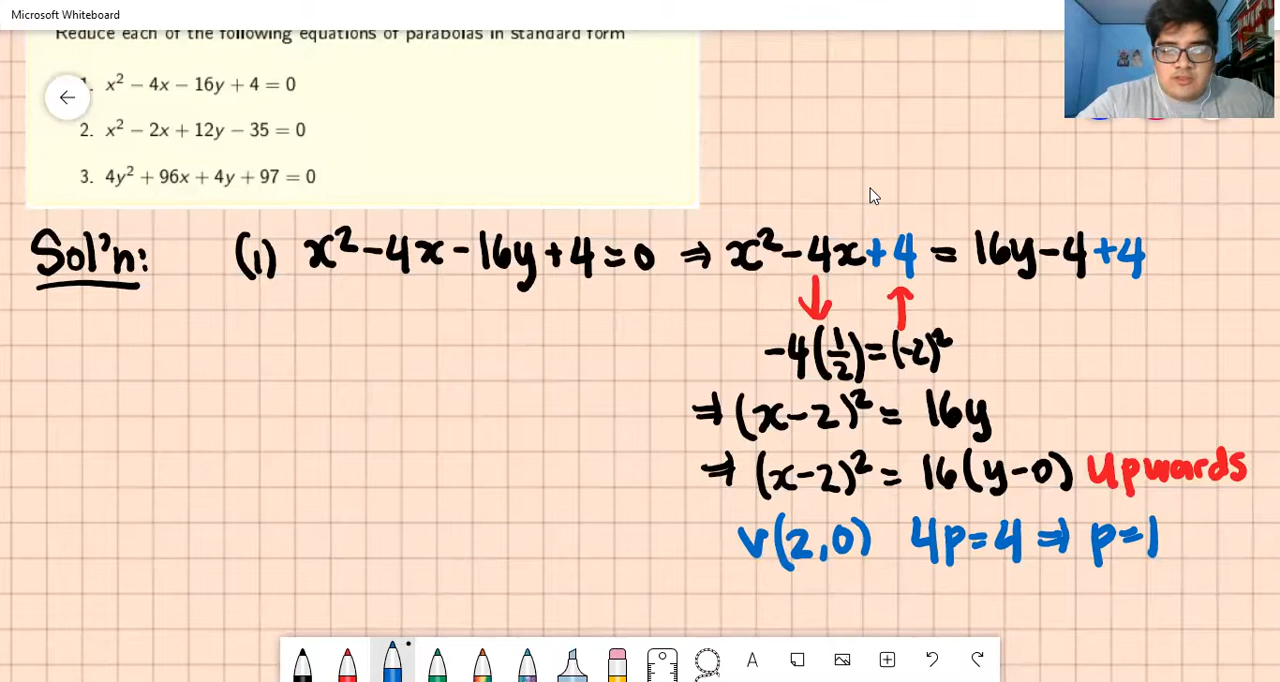 Microsoft Whiteboard
Reduce each of the following equations of parabolas in standard form
1. x² − 4x − 16y + 4 = 0
2. x² − 2x + 12y − 35 = 0
3. 4y² + 96x + 4y + 97 = 0
Sol'n: (1) x² − 4x − 16y + 4 = 0 ⇒ x² − 4x + 4 = 16y − 4 + 4
−4(1/2) = (−2)²
⇒ (x−2)² = 16y
⇒ (x−2)² = 16(y−0) Upwards
V(2,0) 4p = 4 ⇒ p = 1
A